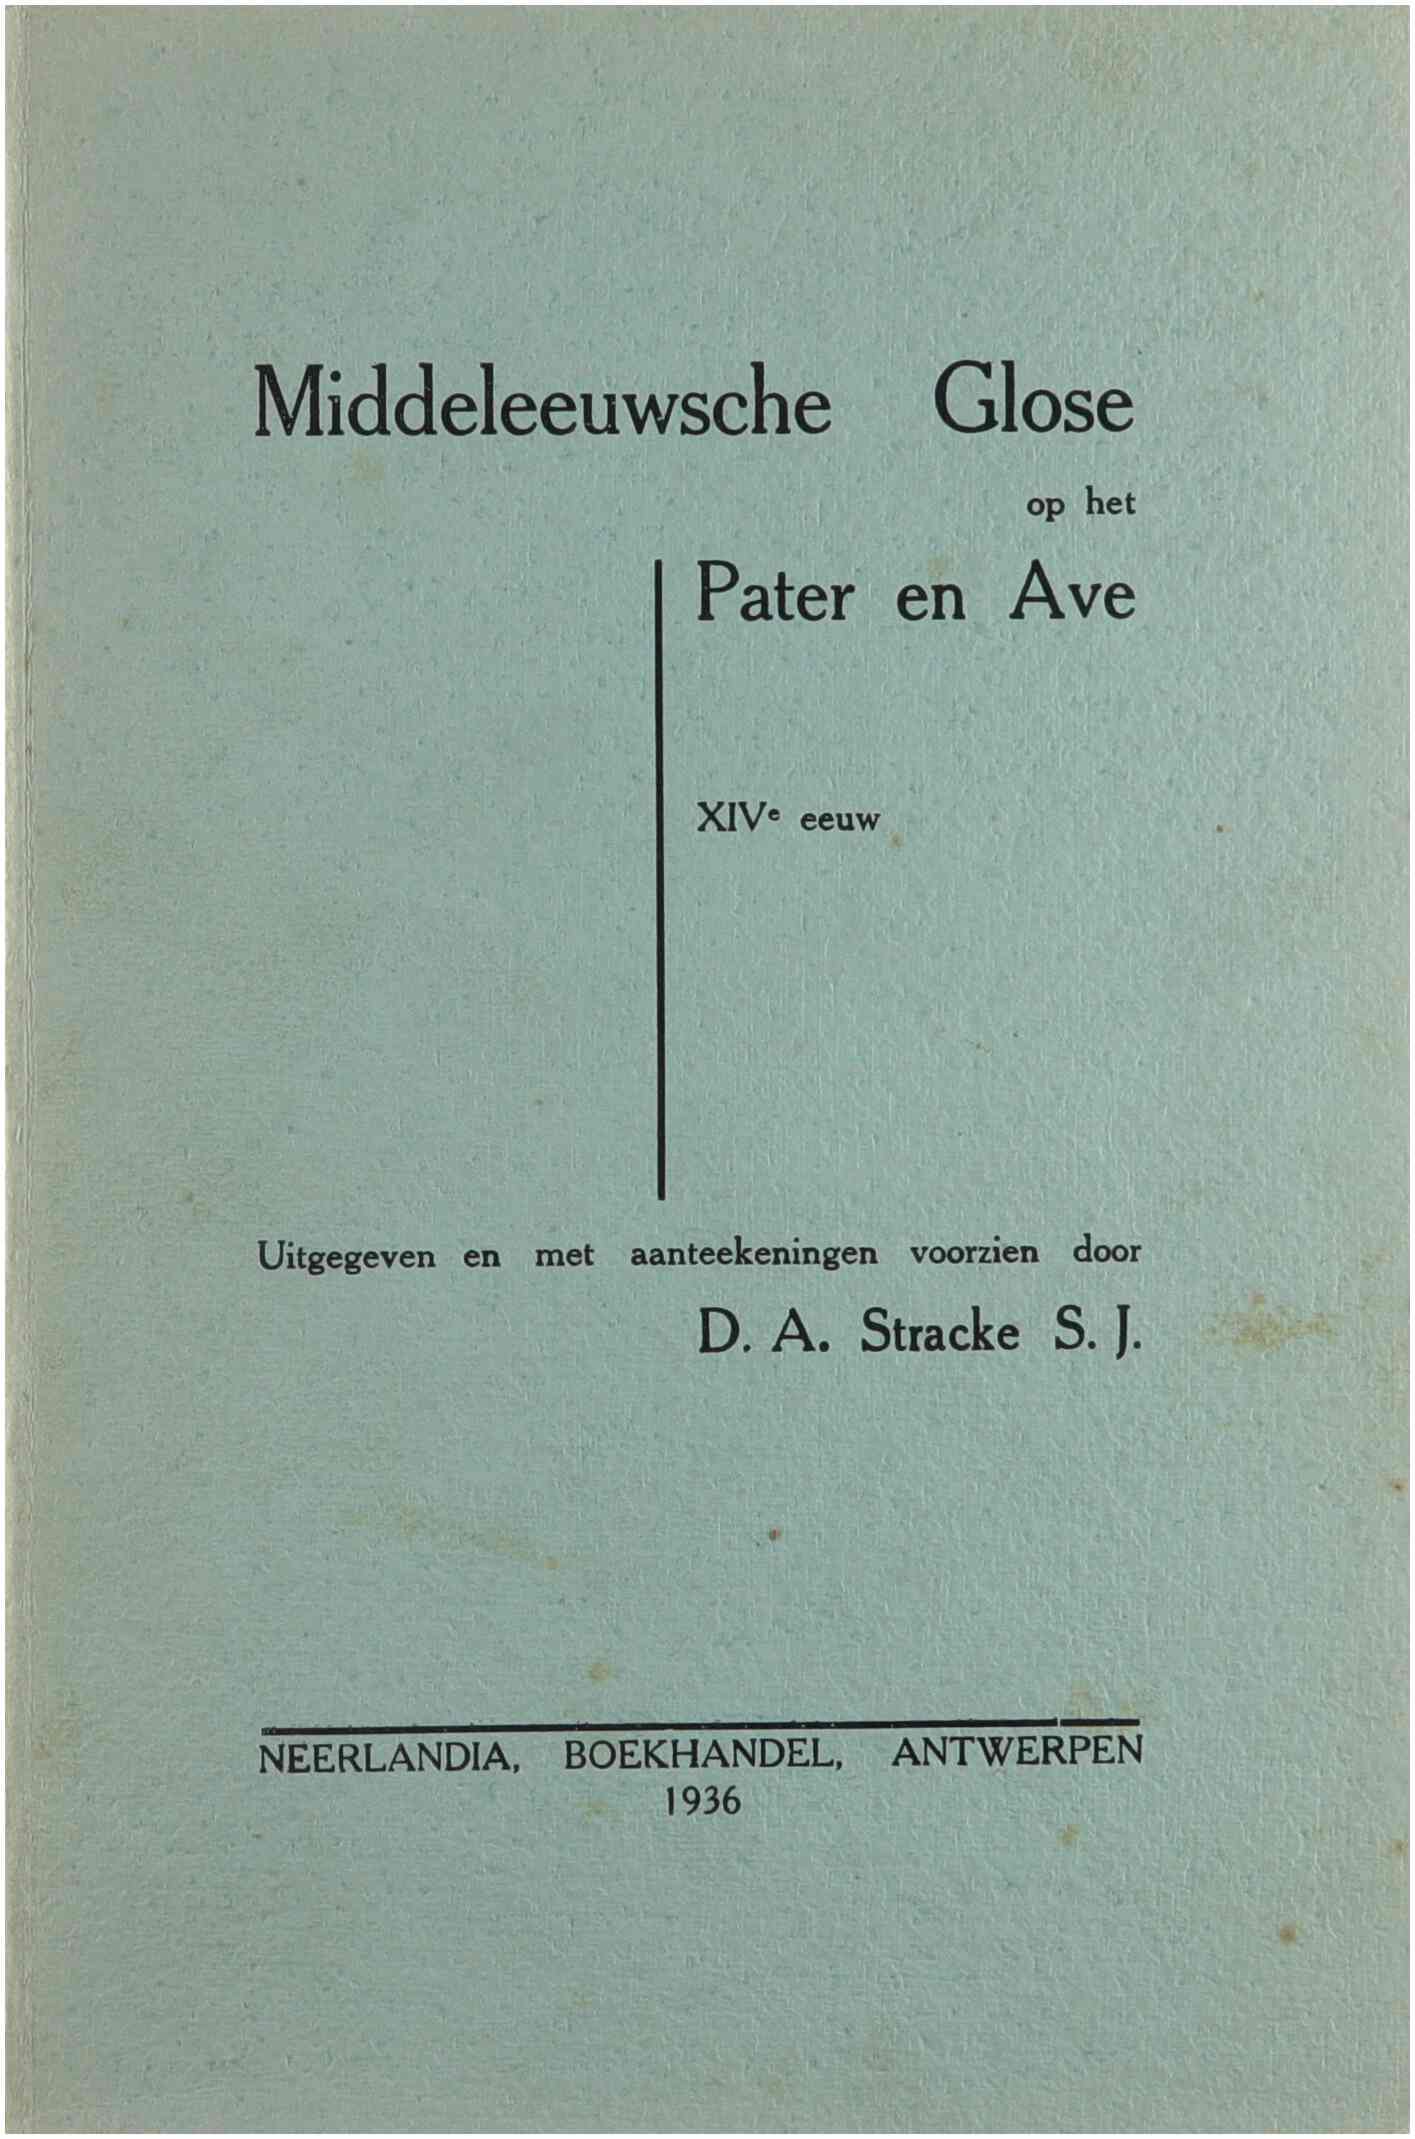 Middeleeuwsche Glose
op het
Pater en Ave
XIVe eeuw
Uitgegeven en met aanteekeningen voorzien door
D. A. Stracke S. J.
NEERLANDIA, BOEKHANDEL, ANTWERPEN
1936